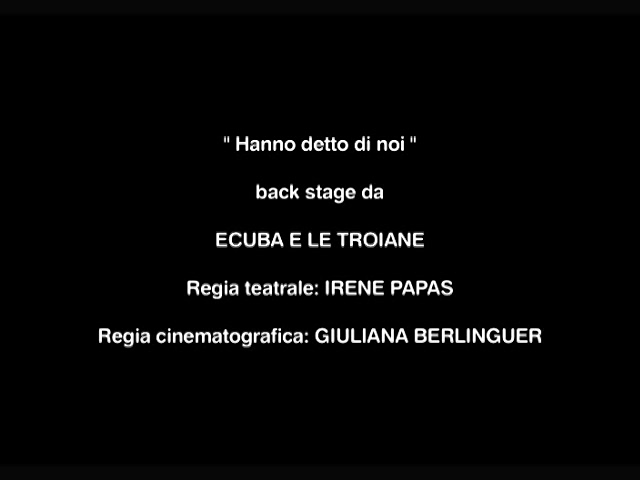 " Hanno detto di noi "
back stage da
ECUBA E LE TROIANE
Regia teatrale: IRENE PAPAS
Regia cinematografica: GIULIANA BERLINGUER